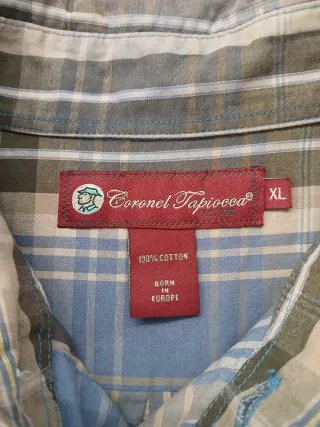 Coronel Tapiocca®
XL
100% COTTON
BORN
IN
EUROPE